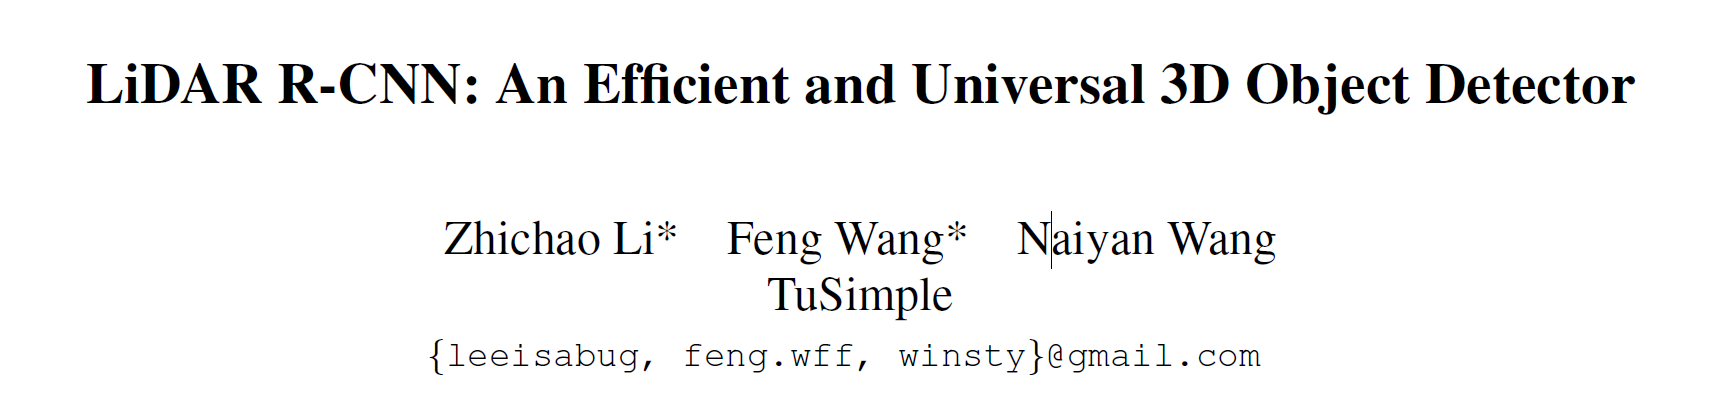 LiDAR R-CNN: An Efficient and Universal 3D Object Detector
Zhichao Li* Feng Wang* Naiyan Wang
TuSimple
{leeisabug, feng.wff, winsty}@gmail.com